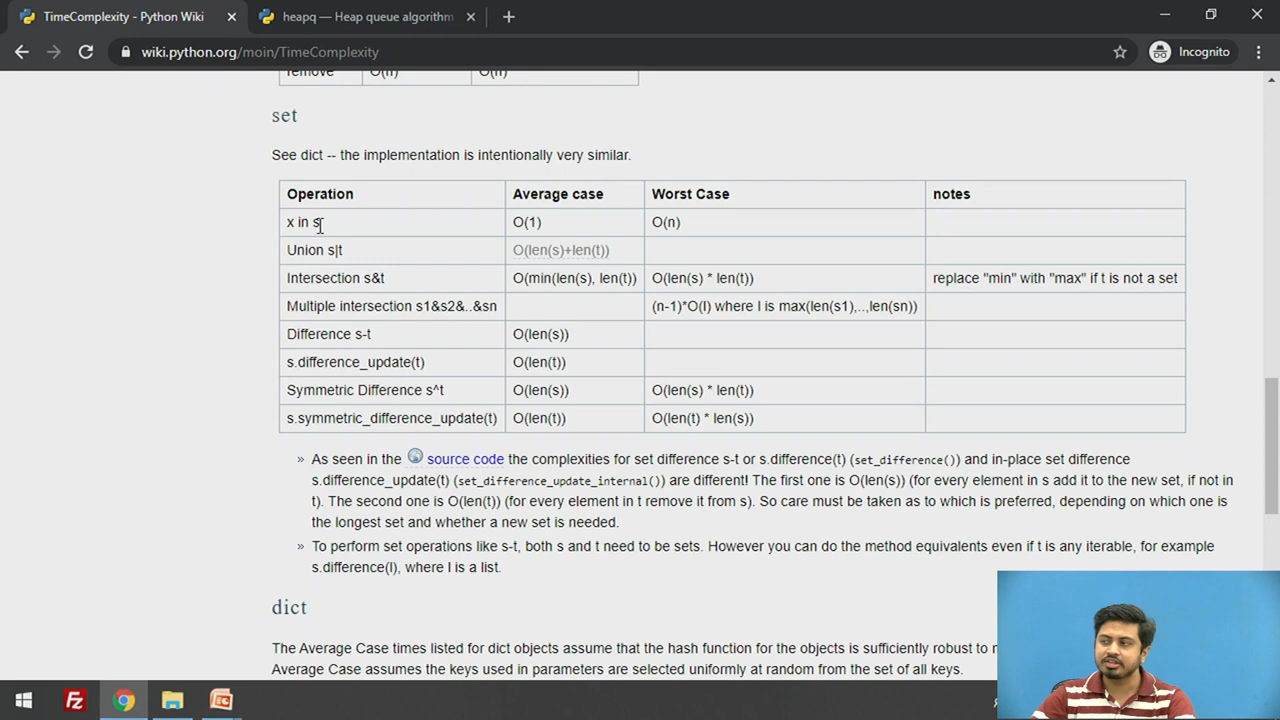 TimeComplexity - Python Wiki
heapq — Heap queue algorithm
wiki.python.org/moin/TimeComplexity
Incognito
remove O(n) O(n)
set
See dict -- the implementation is intentionally very similar.
Operation Average case Worst Case notes
x in s O(1) O(n)
Union s|t O(len(s)+len(t))
Intersection s&t O(min(len(s), len(t)) O(len(s) * len(t)) replace "min" with "max" if t is not a set
Multiple intersection s1&s2&..&sn (n-1)*O(l) where l is max(len(s1),..,len(sn))
Difference s-t O(len(s))
s.difference_update(t) O(len(t))
Symmetric Difference s^t O(len(s)) O(len(s) * len(t))
s.symmetric_difference_update(t) O(len(t)) O(len(t) * len(s))
» As seen in the source code the complexities for set difference s-t or s.difference(t) (set_difference()) and in-place set difference
s.difference_update(t) (set_difference_update_internal()) are different! The first one is O(len(s)) (for every element in s add it to the new set, if not in
t). The second one is O(len(t)) (for every element in t remove it from s). So care must be taken as to which is preferred, depending on which one is
the longest set and whether a new set is needed.
» To perform set operations like s-t, both s and t need to be sets. However you can do the method equivalents even if t is any iterable, for example
s.difference(l), where l is a list.
dict
The Average Case times listed for dict objects assume that the hash function for the objects is sufficiently robust to
Average Case assumes the keys used in parameters are selected uniformly at random from the set of all keys.